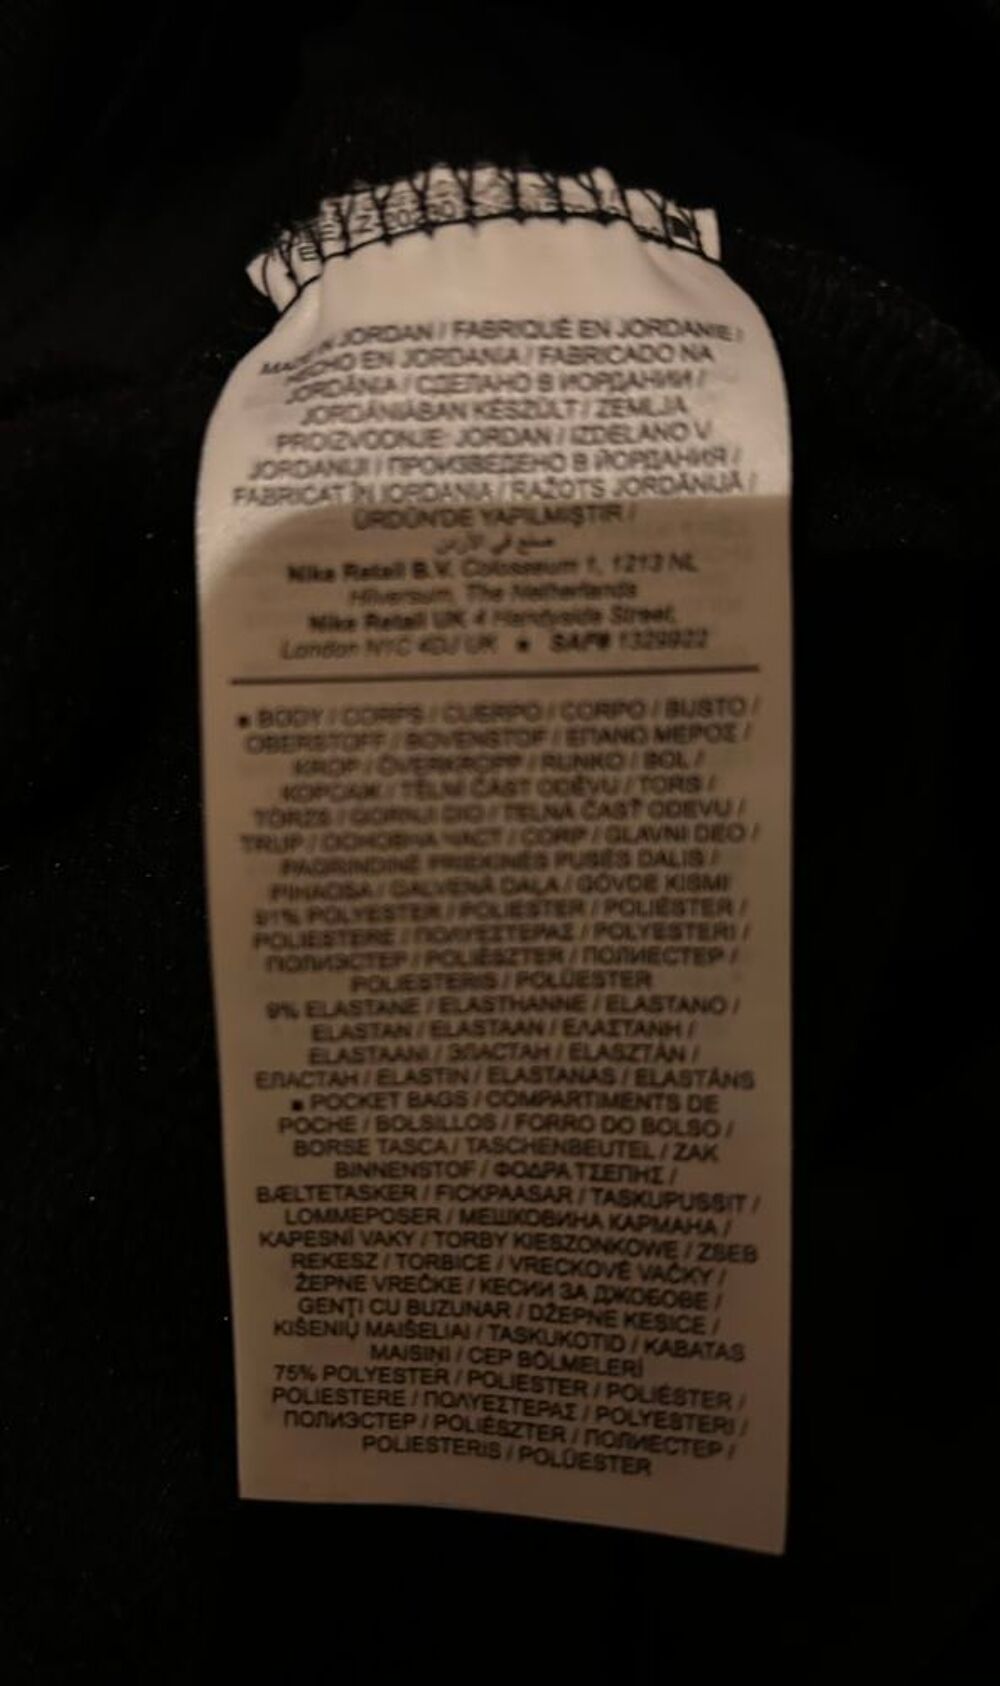 MADE IN JORDAN / FABRIQUÉ EN JORDANIE /
HECHO EN JORDANIA / FABRICADO NA
JORDÂNIA / СДЕЛАНО В ИОРДАНИИ /
JORDÁNIÁBAN KÉSZÜLT / ZEMLJA
PROIZVODNJE: JORDAN / IZDELANO V
JORDANIJI / ПРОИЗВЕДЕНО В ЙОРДАНИЯ /
FABRICAT ÎN IORDANIA / RAŽOTS JORDĀNIJĀ /
ÜRDÜN'DE YAPILMIŞTIR /
صنع في الأردن
Nike Retail B.V. Colosseum 1, 1213 NL
Hilversum, The Netherlands
Nike Retail UK 4 Handyside Street,
London N1C 4DJ UK ■ SAP# 1329922
■ BODY / CORPS / CUERPO / CORPO / BUSTO /
OBERSTOFF / BOVENSTOF / ΕΠΑΝΩ ΜΕΡΟΣ /
KROP / ÖVERKROPP / RUNKO / BOL /
КОРСАЖ / TĚLNÍ ČÁST ODĚVU / TORS /
TÖRZS / GORNJI DIO / TELNÁ ČASŤ ODEVU /
TRUP / ОСНОВНА ЧАСТ / CORP / GLAVNI DEO /
PAGRINDINĖ PRIEKINĖS PUSĖS DALIS /
PIHAOSA / GALVENĀ DAĻA / GÖVDE KISMI
91% POLYESTER / POLIESTER / POLIÉSTER /
POLIESTERE / ΠΟΛΥΕΣΤΕΡΑΣ / POLYESTERI /
ПОЛИЭСТЕР / POLIÉSZTER / ПОЛИЕСТЕР /
POLIESTERIS / POLÜESTER
9% ELASTANE / ELASTHANNE / ELASTANO /
ELASTAN / ELASTAAN / ΕΛΑΣΤΑΝΗ /
ELASTAANI / ЭЛАСТАН / ELASZTÁN /
ЕЛАСТАН / ELASTIN / ELASTANAS / ELASTĀNS
■ POCKET BAGS / COMPARTIMENTS DE
POCHE / BOLSILLOS / FORRO DO BOLSO /
BORSE TASCA / TASCHENBEUTEL / ZAK
BINNENSTOF / ΦΟΔΡΑ ΤΣΕΠΗΣ /
BÆLTETASKER / FICKPAASAR / TASKUPUSSIT /
LOMMEPOSER / МЕШКОВИНА КАРМАНА /
KAPESNÍ VAKY / TORBY KIESZONKOWE / ZSEB
REKESZ / TORBICE / VRECKOVÉ VAČKY /
ŽEPNE VREČKE / КЕСИИ ЗА ДЖОБОВЕ /
GENȚI CU BUZUNAR / DŽEPNE KESICE /
KIŠENIŲ MAIŠELIAI / TASKUKOTID / KABATAS
MAISIŅI / CEP BÖLMELERİ
75% POLYESTER / POLIESTER / POLIÉSTER /
POLIESTERE / ΠΟΛΥΕΣΤΕΡΑΣ / POLYESTERI /
ПОЛИЭСТЕР / POLIÉSZTER / ПОЛИЕСТЕР /
POLIESTERIS / POLÜESTER